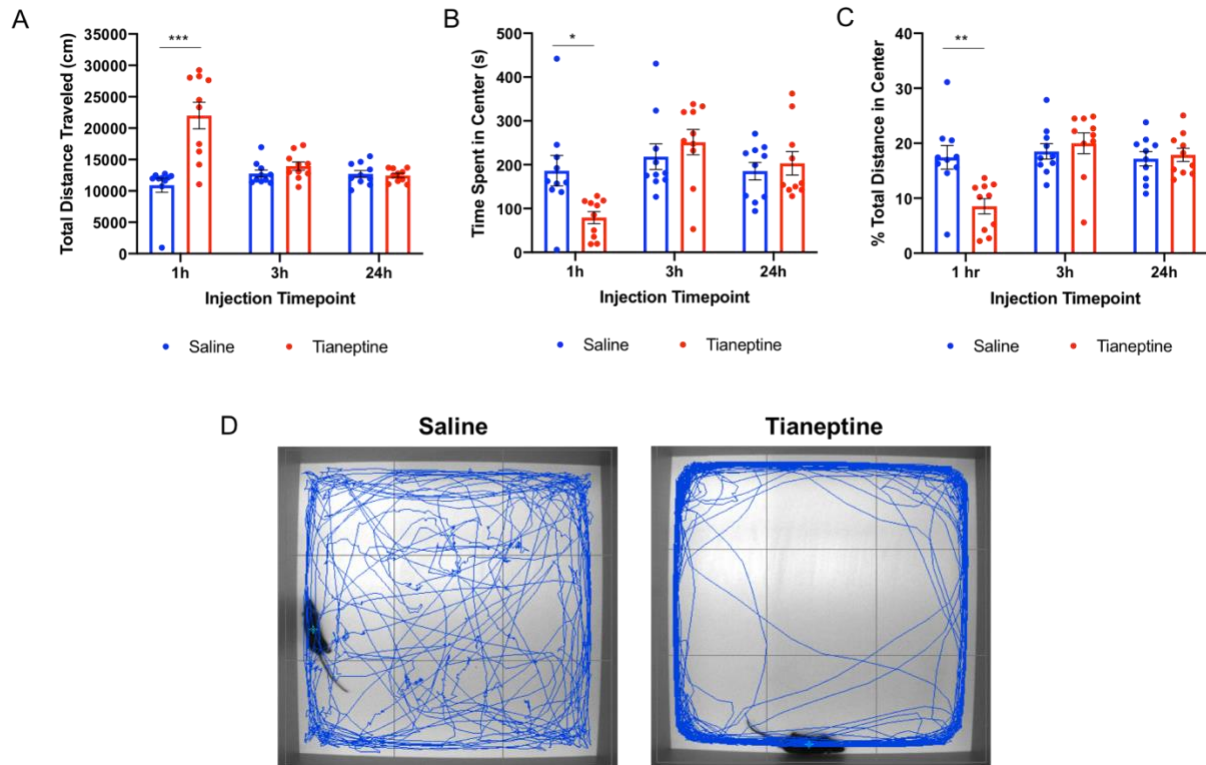 A
Total Distance Traveled (cm)
35000
30000
25000
20000
15000
10000
5000
0
***
1h 3h 24h
Injection Timepoint
Saline Tianeptine
B
Time Spent in Center (s)
500
400
300
200
100
0
*
1h 3h 24h
Injection Timepoint
Saline Tianeptine
C
% Total Distance in Center
40
30
20
10
0
**
1 hr 3h 24h
Injection Timepoint
Saline Tianeptine
D
Saline
Tianeptine